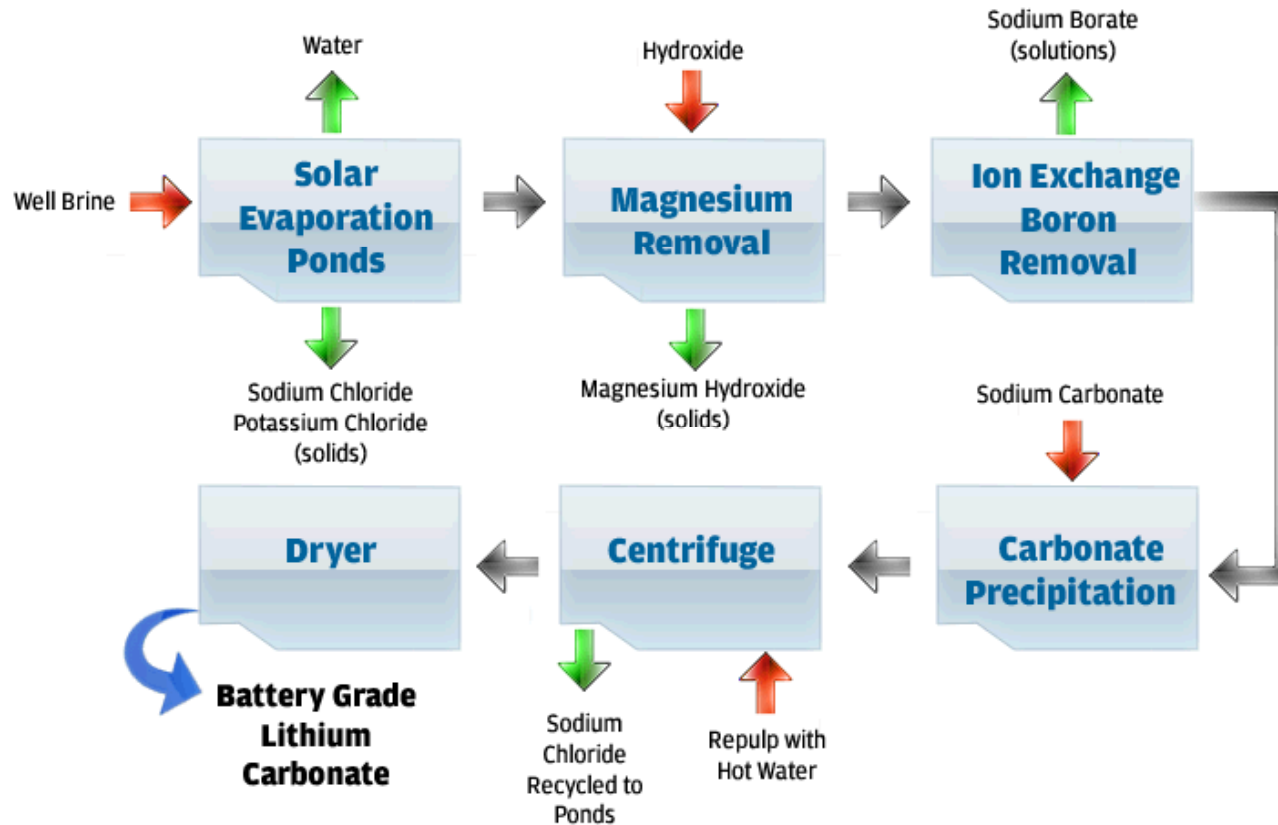 Water
Hydroxide
Sodium Borate
(solutions)
Well Brine
Solar
Evaporation
Ponds
Magnesium
Removal
Ion Exchange
Boron
Removal
Sodium Chloride
Potassium Chloride
(solids)
Magnesium Hydroxide
(solids)
Sodium Carbonate
Dryer
Centrifuge
Carbonate
Precipitation
Battery Grade
Lithium
Carbonate
Sodium
Chloride
Recycled to
Ponds
Repulp with
Hot Water